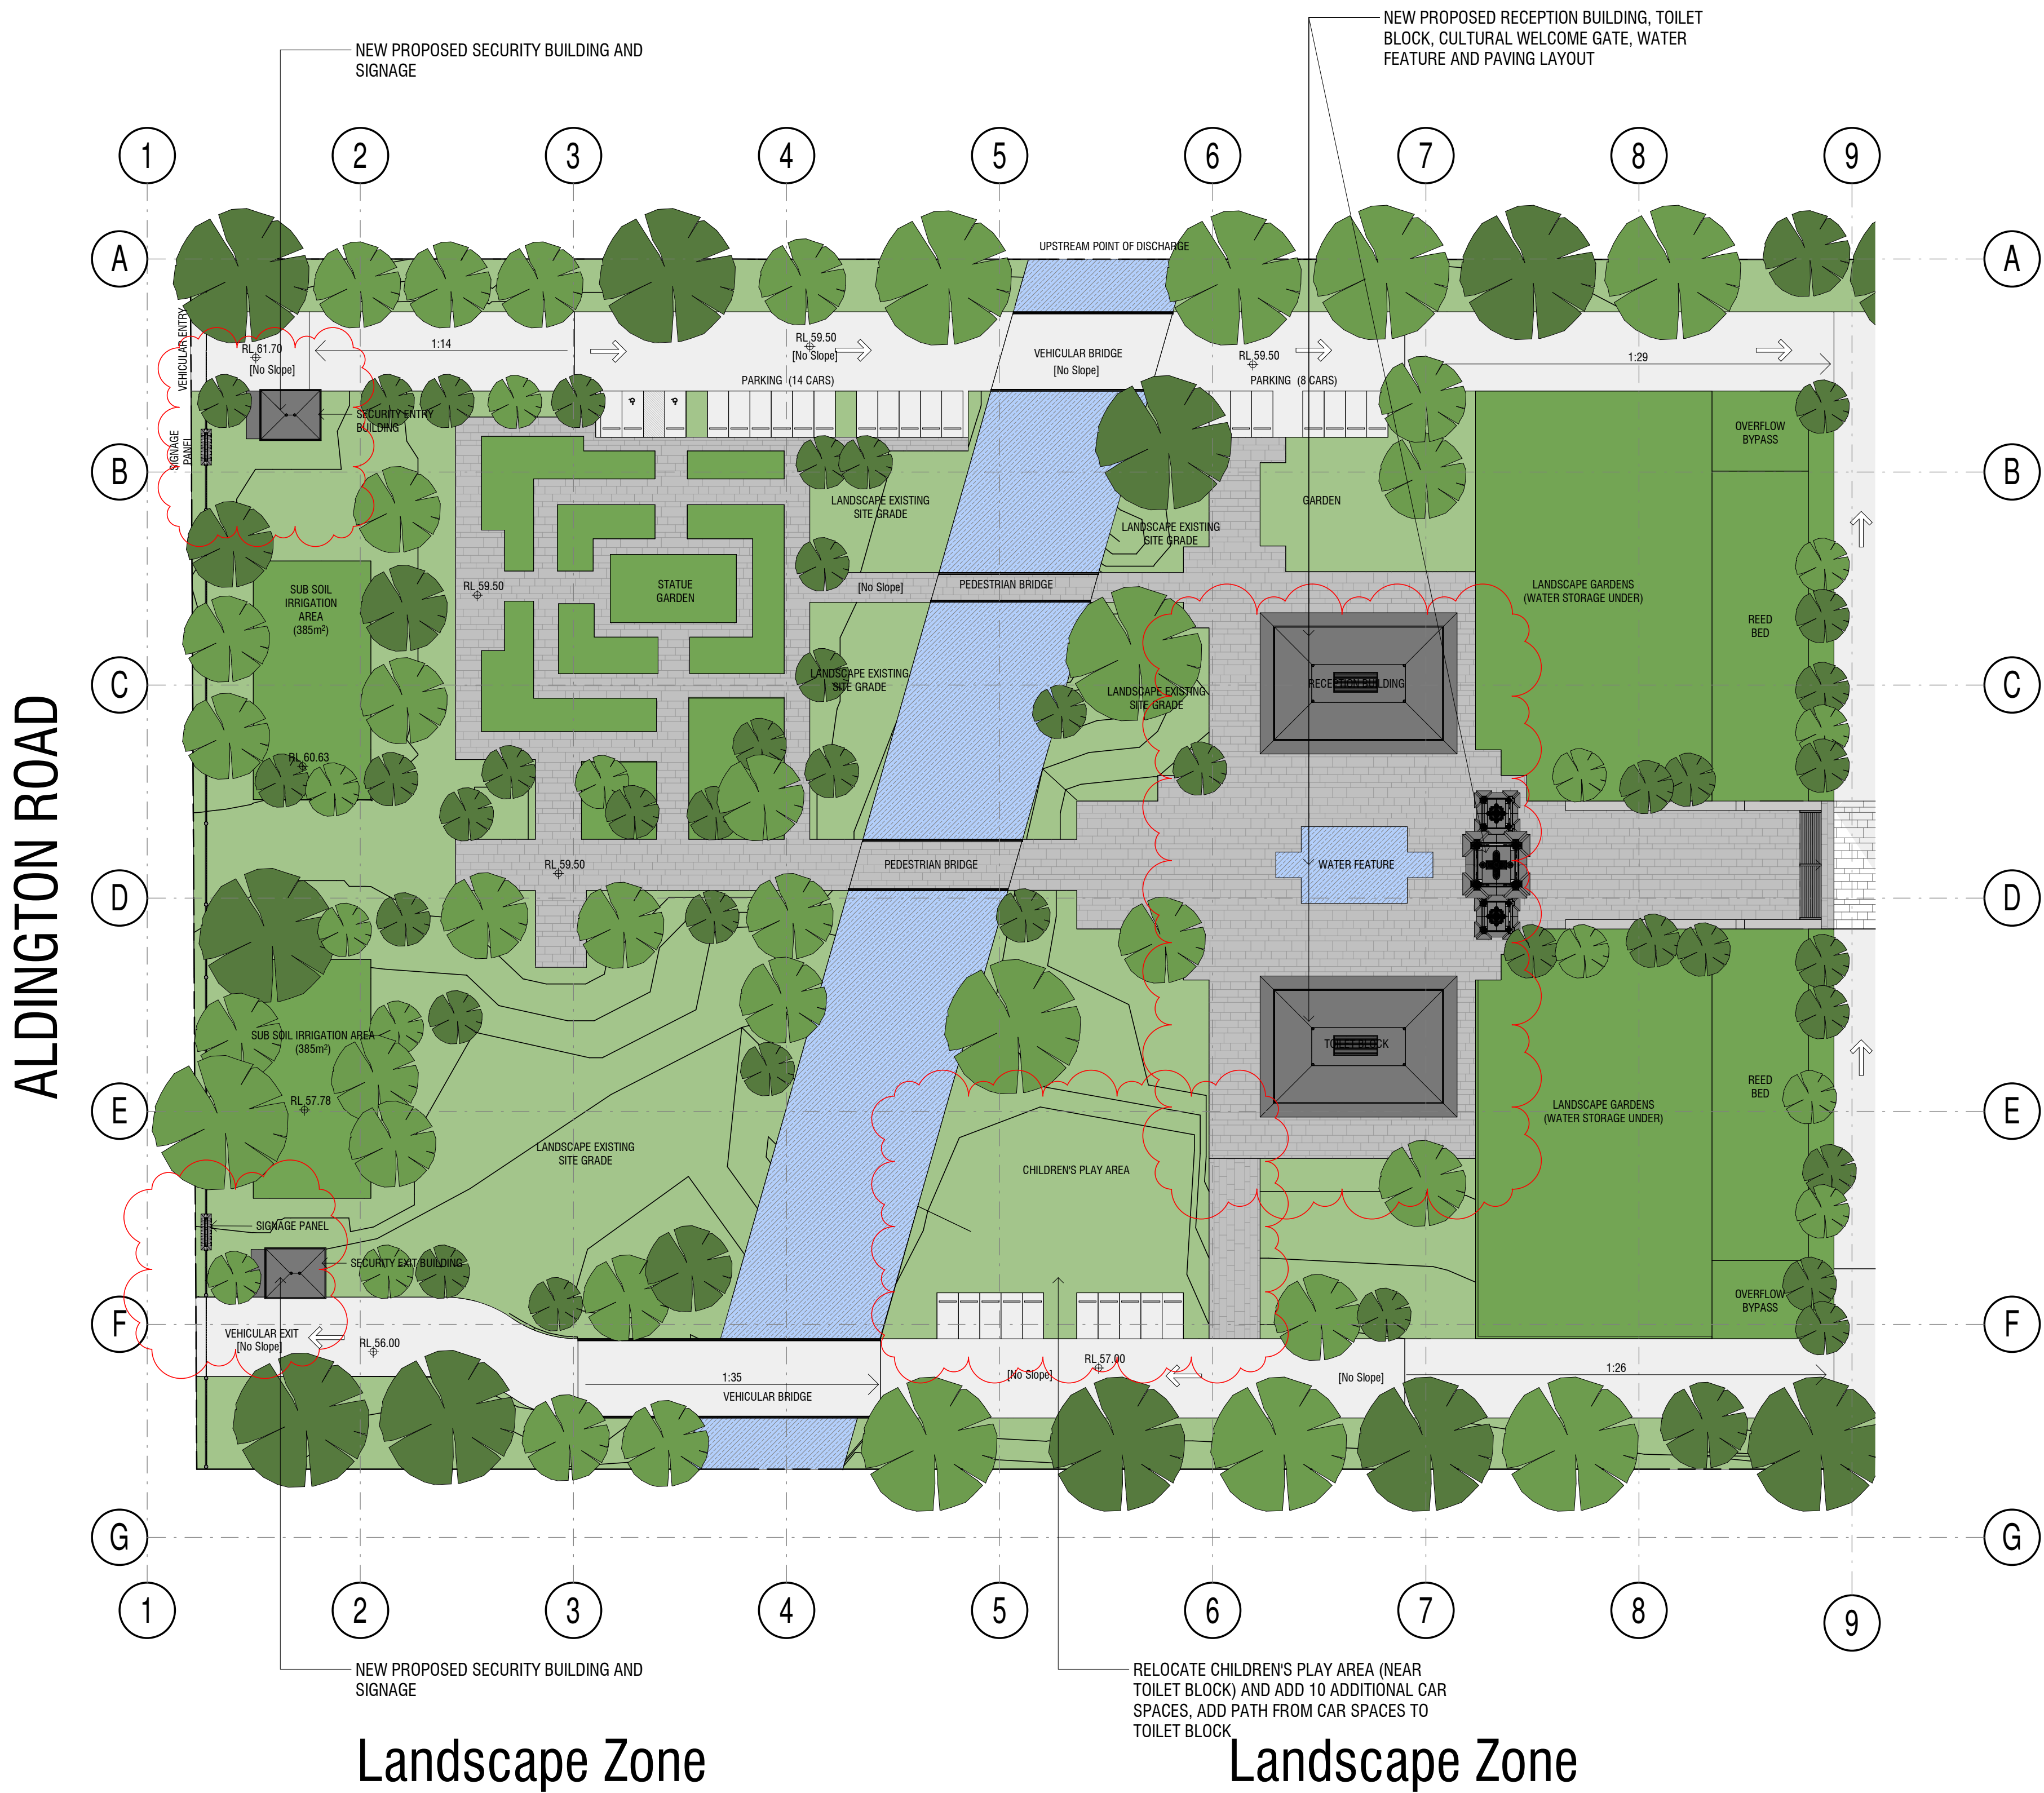 NEW PROPOSED RECEPTION BUILDING, TOILET
BLOCK, CULTURAL WELCOME GATE, WATER
FEATURE AND PAVING LAYOUT
NEW PROPOSED SECURITY BUILDING AND
SIGNAGE
1 2 3 4 5 6 7 8 9
A A
UPSTREAM POINT OF DISCHARGE
VEHICULAR ENTRY
RL 61.70
[No Slope]
1:14
RL 59.50
[No Slope]
VEHICULAR BRIDGE
[No Slope]
RL 59.50
1:29
PARKING (14 CARS)
PARKING (8 CARS)
SECURITY ENTRY
BUILDING
SIGNAGE
PANEL
OVERFLOW
BYPASS
B B
LANDSCAPE EXISTING
SITE GRADE
GARDEN
LANDSCAPE EXISTING
SITE GRADE
SUB SOIL
IRRIGATION
AREA
(385m²)
RL 59.50
STATUE
GARDEN
[No Slope]
PEDESTRIAN BRIDGE
LANDSCAPE GARDENS
(WATER STORAGE UNDER)
REED
BED
C C
LANDSCAPE EXISTING
SITE GRADE
LANDSCAPE EXISTING
SITE GRADE
RECEPTION BUILDING
ALDINGTON ROAD
RL 60.63
RL 59.50
PEDESTRIAN BRIDGE
WATER FEATURE
D D
SUB SOIL IRRIGATION AREA
(385m²)
TOILET BLOCK
RL 57.78
E E
LANDSCAPE GARDENS
(WATER STORAGE UNDER)
REED
BED
LANDSCAPE EXISTING
SITE GRADE
CHILDREN'S PLAY AREA
SIGNAGE PANEL
SECURITY EXIT BUILDING
OVERFLOW
BYPASS
F F
VEHICULAR EXIT
[No Slope]
RL 56.00
1:35
VEHICULAR BRIDGE
[No Slope]
RL 57.00
[No Slope]
1:26
G G
1 2 3 4 5 6 7 8 9
NEW PROPOSED SECURITY BUILDING AND
SIGNAGE
RELOCATE CHILDREN'S PLAY AREA (NEAR
TOILET BLOCK) AND ADD 10 ADDITIONAL CAR
SPACES, ADD PATH FROM CAR SPACES TO
TOILET BLOCK
Landscape Zone
Landscape Zone